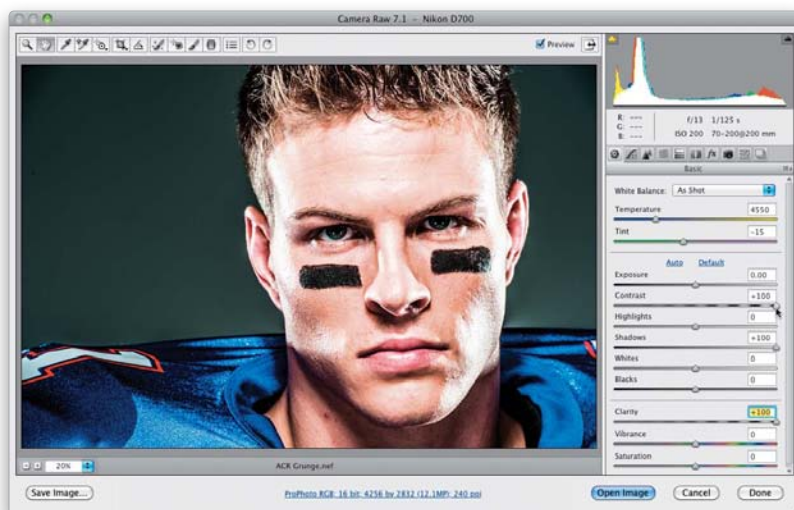 Camera Raw 7.1 – Nikon D700
Preview
R: ---
G: ---
B: ---
f/13 1/125 s
ISO 200 70-200@200 mm
Basic
White Balance: As Shot
Temperature 4550
Tint -15
Auto Default
Exposure 0.00
Contrast +100
Highlights 0
Shadows +100
Whites 0
Blacks 0
Clarity +100
Vibrance 0
Saturation 0
20%
ACR Grunge.nef
Save Image...
ProPhoto RGB; 16 bit; 4256 by 2832 (12.1MP); 240 ppi
Open Image
Cancel
Done